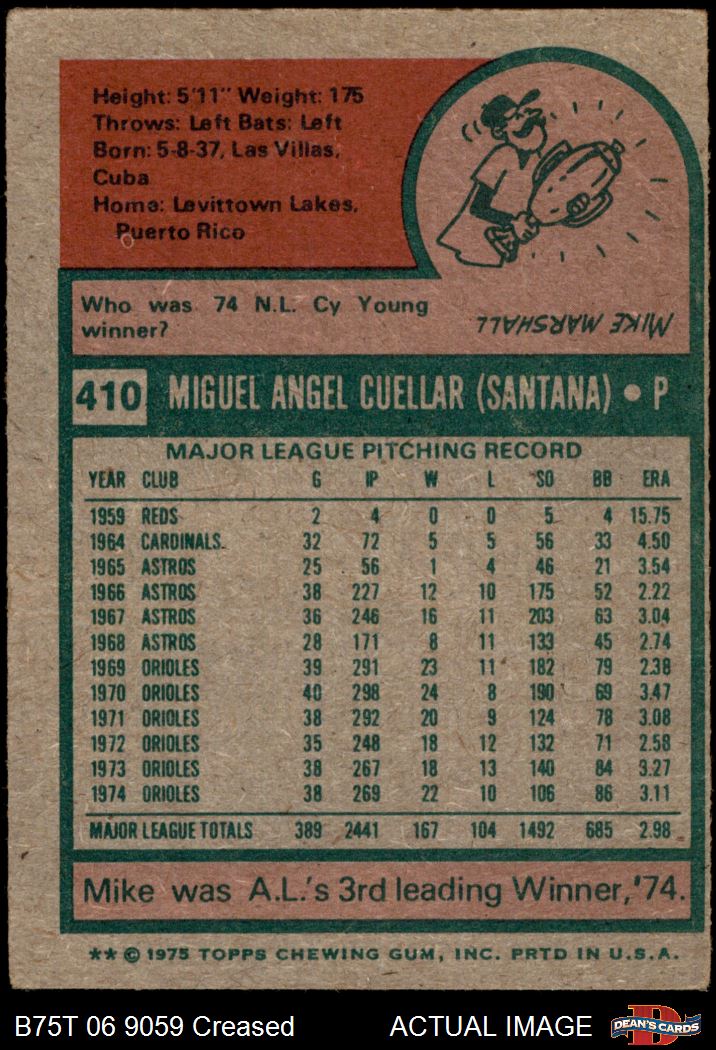 Height: 5'11" Weight: 175
Throws: Left Bats: Left
Born: 5-8-37, Las Villas,
Cuba
Home: Levittown Lakes,
Puerto Rico
Who was 74 N.L. Cy Young
winner?
MIKE MARSHALL
410 MIGUEL ANGEL CUELLAR (SANTANA) • P
MAJOR LEAGUE PITCHING RECORD
YEAR CLUB G IP W L SO BB ERA
1959 REDS 2 4 0 0 5 4 15.75
1964 CARDINALS 32 72 5 5 56 33 4.50
1965 ASTROS 25 56 1 4 46 21 3.54
1966 ASTROS 38 227 12 10 175 52 2.22
1967 ASTROS 36 246 16 11 203 63 3.04
1968 ASTROS 28 171 8 11 133 45 2.74
1969 ORIOLES 39 291 23 11 182 79 2.38
1970 ORIOLES 40 298 24 8 190 69 3.47
1971 ORIOLES 38 292 20 9 124 78 3.08
1972 ORIOLES 35 248 18 12 132 71 2.58
1973 ORIOLES 38 267 18 13 140 84 3.27
1974 ORIOLES 38 269 22 10 106 86 3.11
MAJOR LEAGUE TOTALS 389 2441 167 104 1492 685 2.98
Mike was A.L.'s 3rd leading Winner,'74.
** © 1975 TOPPS CHEWING GUM, INC. PRTD IN U.S.A.
B75T 06 9059 Creased ACTUAL IMAGE
D
DEAN'S CARDS